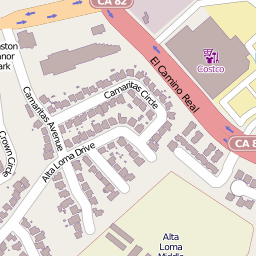 CA 82
El Camino Real
Costco
Camaritas Circle
Camaritas Avenue
Alta Loma Drive
Crown Circle
Park
CA 8
Alta
Loma
Middle